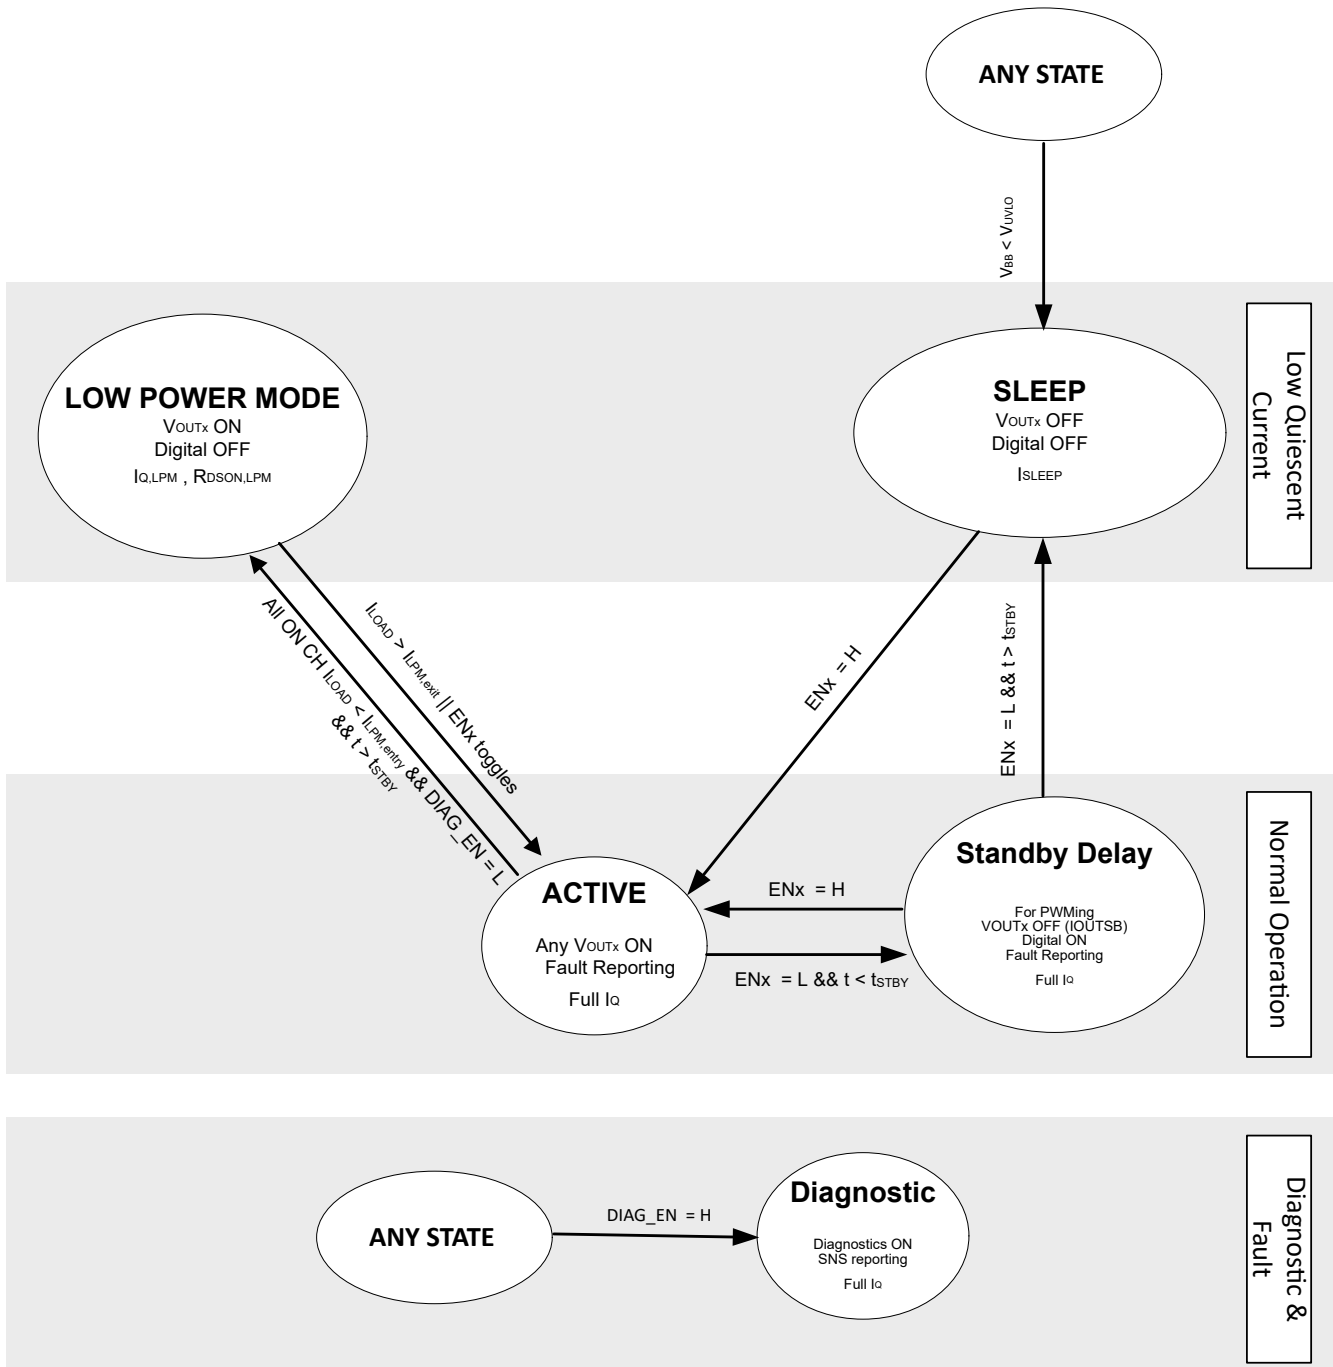 ANY STATE
VBB < VUVLO
LOW POWER MODE
VOUTx ON
Digital OFF
IQ,LPM , RDSON,LPM
SLEEP
VOUTx OFF
Digital OFF
ISLEEP
Low Quiescent
Current
ILOAD > ILPM,exit || ENx toggles
All ON CH ILOAD < ILPM,entry && DIAG_EN = L
&& t > tSTBY
ENx = H
ENx = L && t > tSTBY
ACTIVE
Any VOUTx ON
Fault Reporting
Full IQ
ENx = H
ENx = L && t < tSTBY
Standby Delay
For PWMing
VOUTx OFF (IOUTSB)
Digital ON
Fault Reporting
Full IQ
Normal Operation
ANY STATE
DIAG_EN = H
Diagnostic
Diagnostics ON
SNS reporting
Full IQ
Diagnostic &
Fault